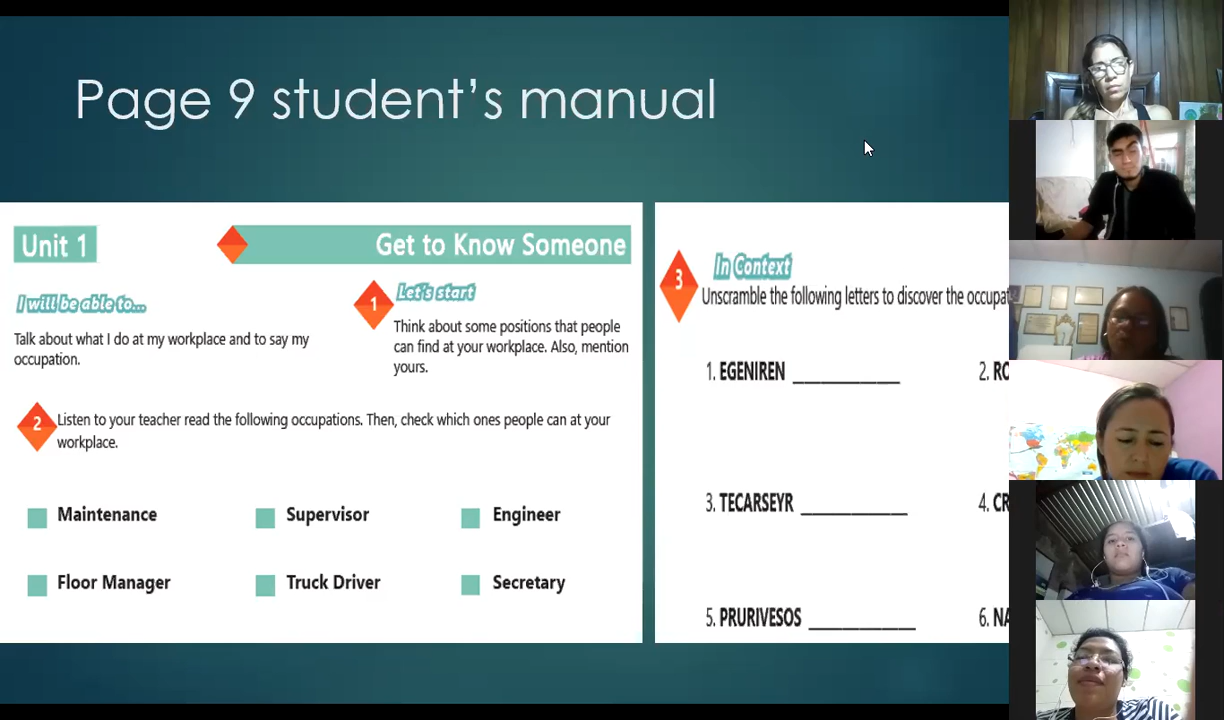 Page 9 student's manual
Unit 1
Get to Know Someone
I will be able to...
Talk about what I do at my workplace and to say my
occupation.
1
Let's start
Think about some positions that people
can find at your workplace. Also, mention
yours.
2
Listen to your teacher read the following occupations. Then, check which ones people can at your
workplace.
Maintenance
Supervisor
Engineer
Floor Manager
Truck Driver
Secretary
3
In Context
Unscramble the following letters to discover the occupat
1. EGENIREN ____________
2. RO
3. TECARSEYR ____________
4. CR
5. PRURIVESOS ____________
6. NA